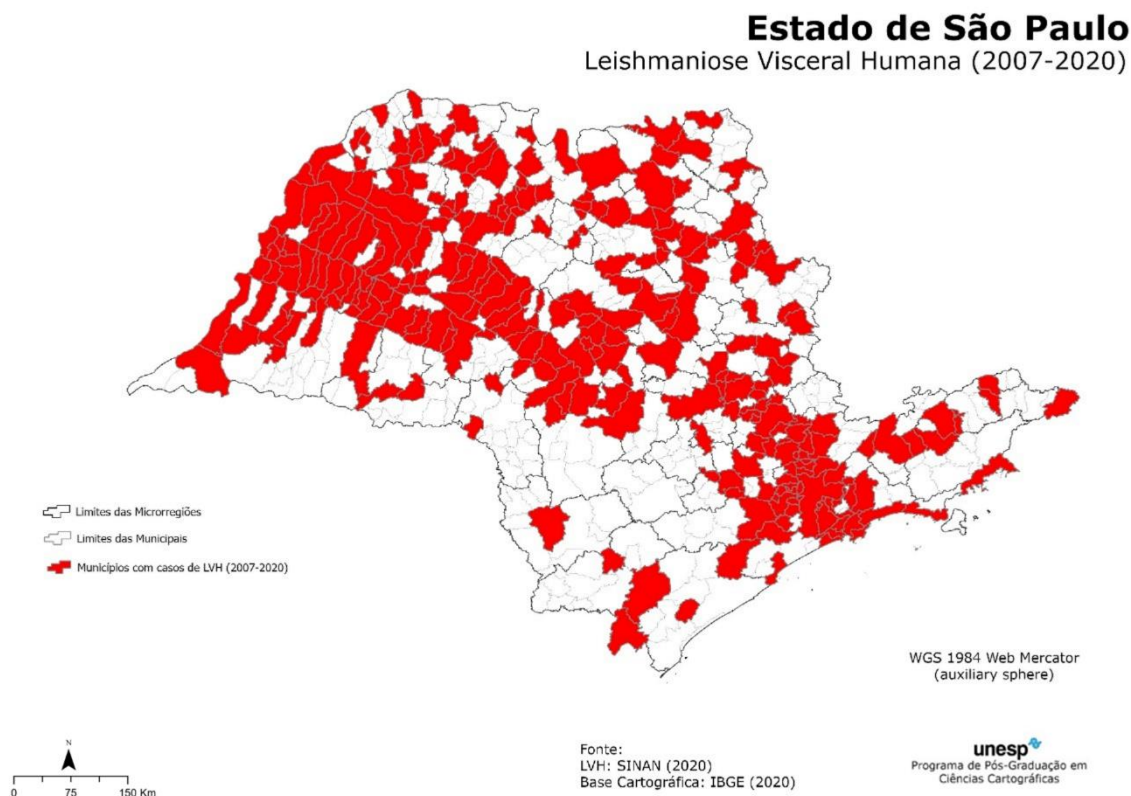 Estado de São Paulo
Leishmaniose Visceral Humana (2007-2020)
Limites das Microrregiões
Limites das Municipais
Municípios com casos de LVH (2007-2020)
WGS 1984 Web Mercator
(auxiliary sphere)
N
0 75 150 Km
Fonte:
LVH: SINAN (2020)
Base Cartográfica: IBGE (2020)
unesp
Programa de Pós-Graduação em
Ciências Cartográficas